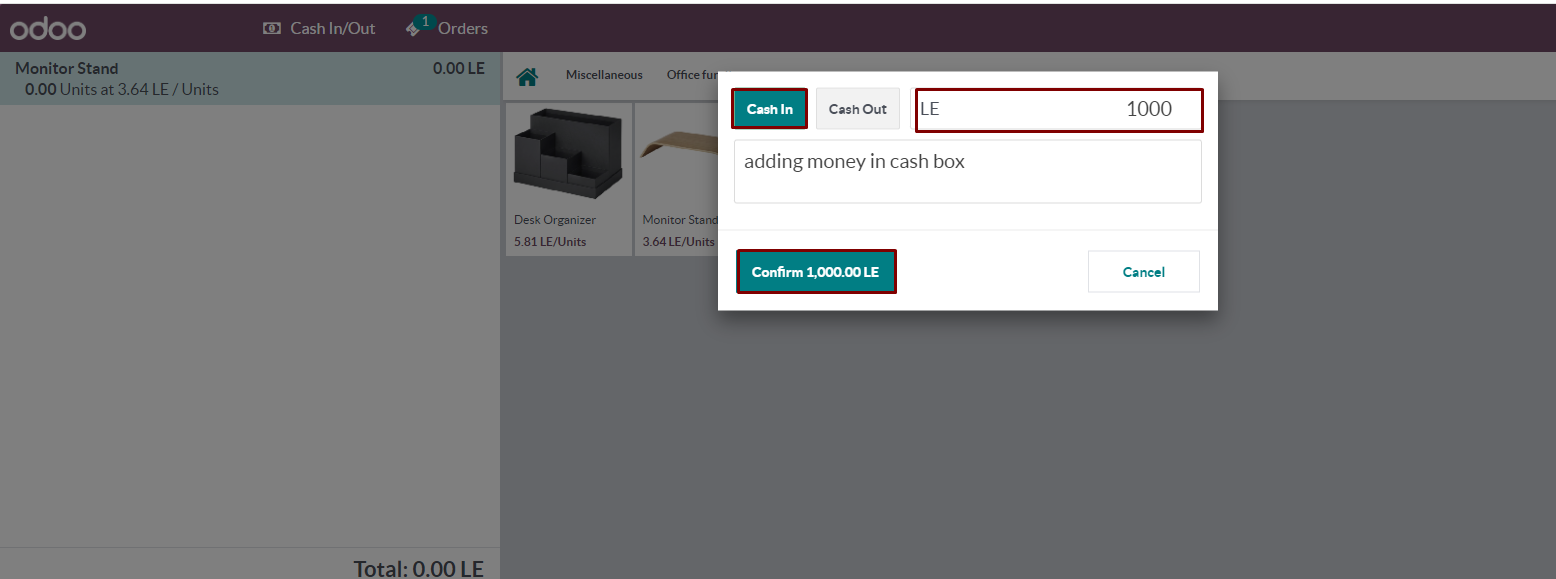 odoo
Cash In/Out
1
Orders
Monitor Stand 0.00 LE
0.00 Units at 3.64 LE / Units
Miscellaneous
Office fur
Cash In
Cash Out
LE 1000
adding money in cash box
Desk Organizer
5.81 LE/Units
Monitor Stand
3.64 LE/Units
Confirm 1,000.00 LE
Cancel
Total: 0.00 LE